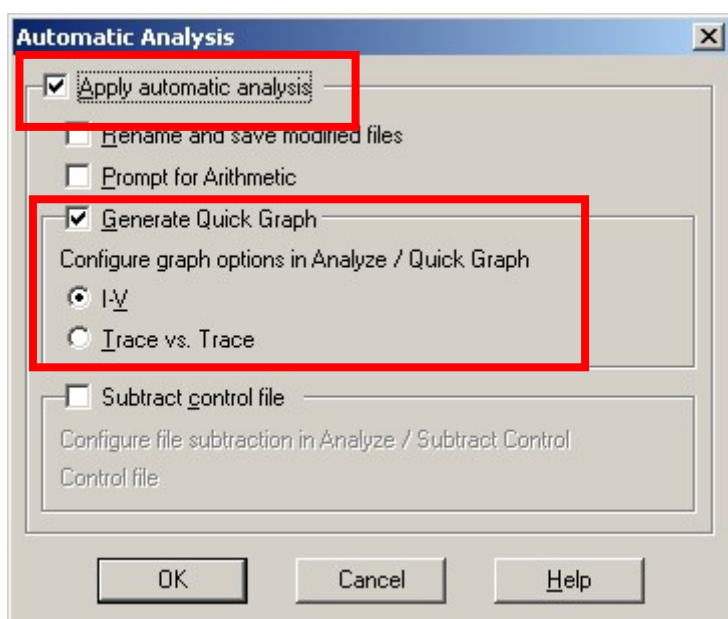 Automatic Analysis
Apply automatic analysis
Rename and save modified files
Prompt for Arithmetic
Generate Quick Graph
Configure graph options in Analyze / Quick Graph
I-V
Trace vs. Trace
Subtract control file
Configure file subtraction in Analyze / Subtract Control
Control file
OK Cancel Help